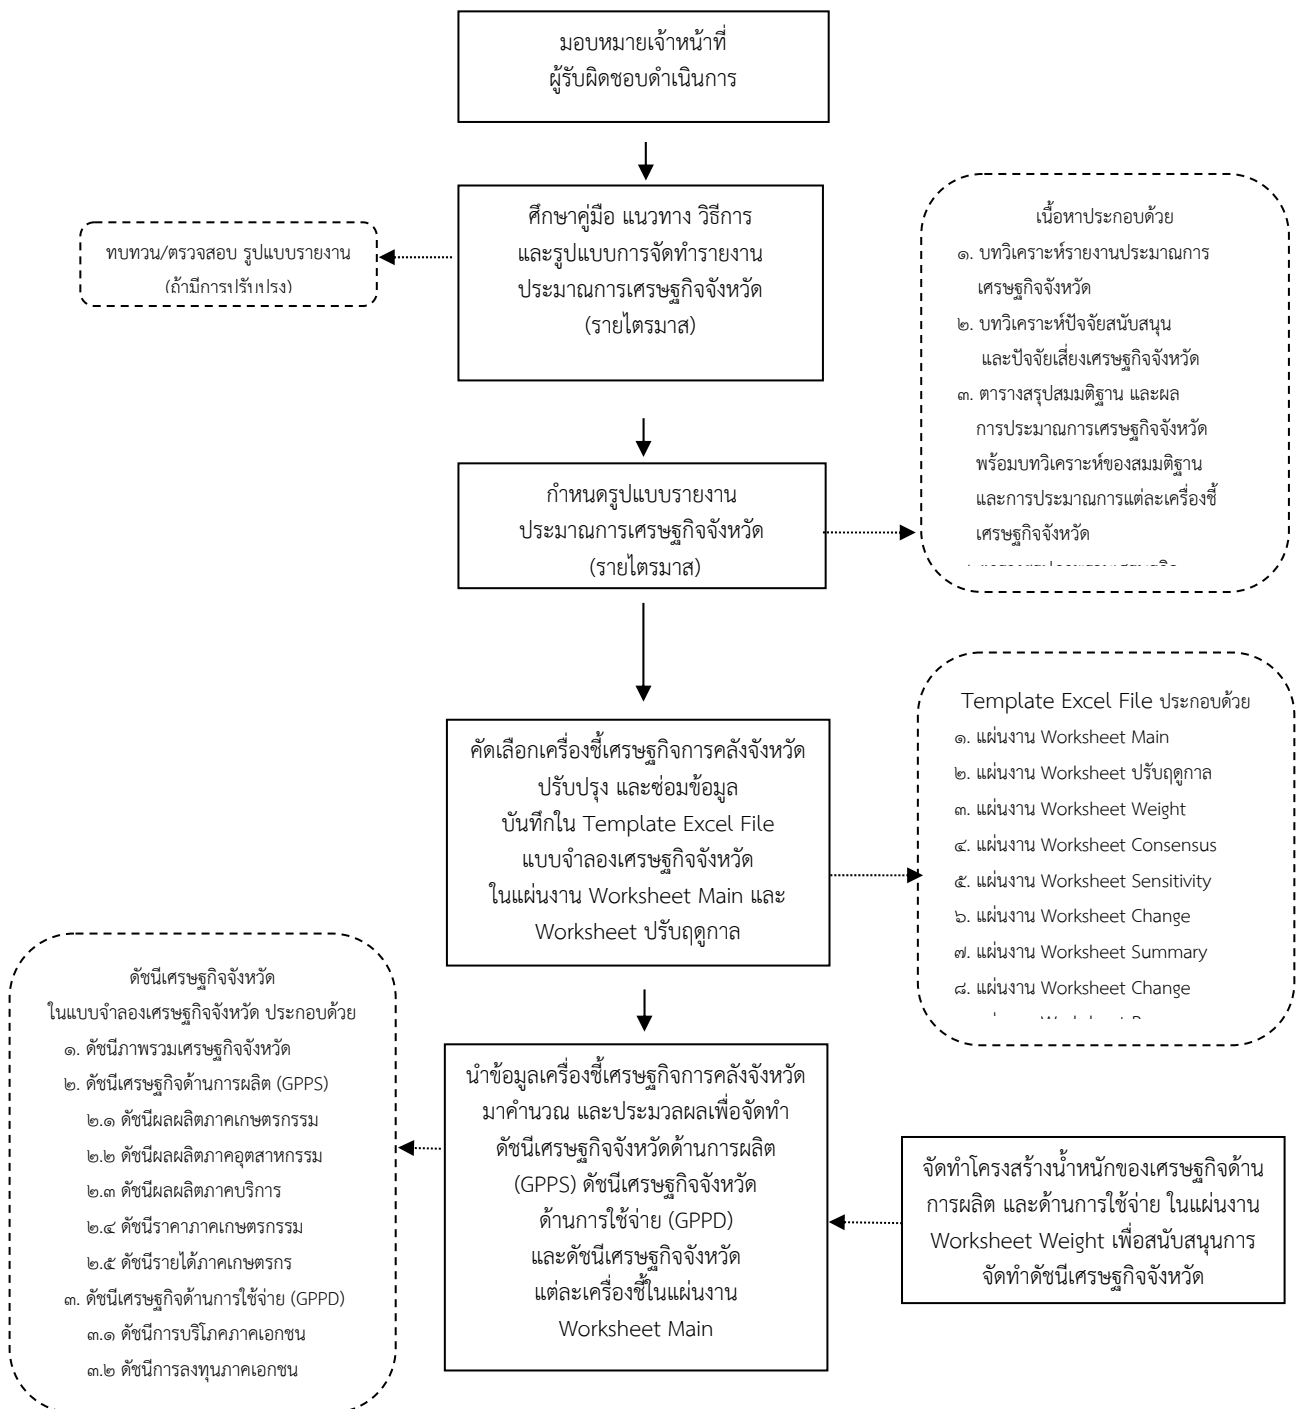 มอบหมายเจ้าหน้าที่
ผู้รับผิดชอบดำเนินการ
ศึกษาคู่มือ แนวทาง วิธีการ
และรูปแบบการจัดทำรายงาน
ประมาณการเศรษฐกิจจังหวัด
(รายไตรมาส)
ทบทวน/ตรวจสอบ รูปแบบรายงาน
(ถ้ามีการปรับปรุง)
กำหนดรูปแบบรายงาน
ประมาณการเศรษฐกิจจังหวัด
(รายไตรมาส)
เนื้อหาประกอบด้วย
๑. บทวิเคราะห์รายงานประมาณการ
เศรษฐกิจจังหวัด
๒. บทวิเคราะห์ปัจจัยสนับสนุน
และปัจจัยเสี่ยงเศรษฐกิจจังหวัด
๓. ตารางสรุปสมมติฐาน และผล
การประมาณการเศรษฐกิจจังหวัด
พร้อมบทวิเคราะห์ของสมมติฐาน
และการประมาณการแต่ละเครื่องชี้
เศรษฐกิจจังหวัด
คัดเลือกเครื่องชี้เศรษฐกิจการคลังจังหวัด
ปรับปรุง และซ่อมข้อมูล
บันทึกใน Template Excel File
แบบจำลองเศรษฐกิจจังหวัด
ในแผ่นงาน Worksheet Main และ
Worksheet ปรับฤดูกาล
Template Excel File ประกอบด้วย
๑. แผ่นงาน Worksheet Main
๒. แผ่นงาน Worksheet ปรับฤดูกาล
๓. แผ่นงาน Worksheet Weight
๔. แผ่นงาน Worksheet Consensus
๕. แผ่นงาน Worksheet Sensitivity
๖. แผ่นงาน Worksheet Change
๗. แผ่นงาน Worksheet Summary
๘. แผ่นงาน Worksheet Change
ดัชนีเศรษฐกิจจังหวัด
ในแบบจำลองเศรษฐกิจจังหวัด ประกอบด้วย
๑. ดัชนีภาพรวมเศรษฐกิจจังหวัด
๒. ดัชนีเศรษฐกิจด้านการผลิต (GPPS)
๒.๑ ดัชนีผลผลิตภาคเกษตรกรรม
๒.๒ ดัชนีผลผลิตภาคอุตสาหกรรม
๒.๓ ดัชนีผลผลิตภาคบริการ
๒.๔ ดัชนีราคาภาคเกษตรกรรม
๒.๕ ดัชนีรายได้ภาคเกษตรกร
๓. ดัชนีเศรษฐกิจด้านการใช้จ่าย (GPPD)
๓.๑ ดัชนีการบริโภคภาคเอกชน
๓.๒ ดัชนีการลงทุนภาคเอกชน
นำข้อมูลเครื่องชี้เศรษฐกิจการคลังจังหวัด
มาคำนวณ และประมวลผลเพื่อจัดทำ
ดัชนีเศรษฐกิจจังหวัดด้านการผลิต
(GPPS) ดัชนีเศรษฐกิจจังหวัด
ด้านการใช้จ่าย (GPPD)
และดัชนีเศรษฐกิจจังหวัด
แต่ละเครื่องชี้ในแผ่นงาน
Worksheet Main
จัดทำโครงสร้างน้ำหนักของเศรษฐกิจด้าน
การผลิต และด้านการใช้จ่าย ในแผ่นงาน
Worksheet Weight เพื่อสนับสนุนการ
จัดทำดัชนีเศรษฐกิจจังหวัด